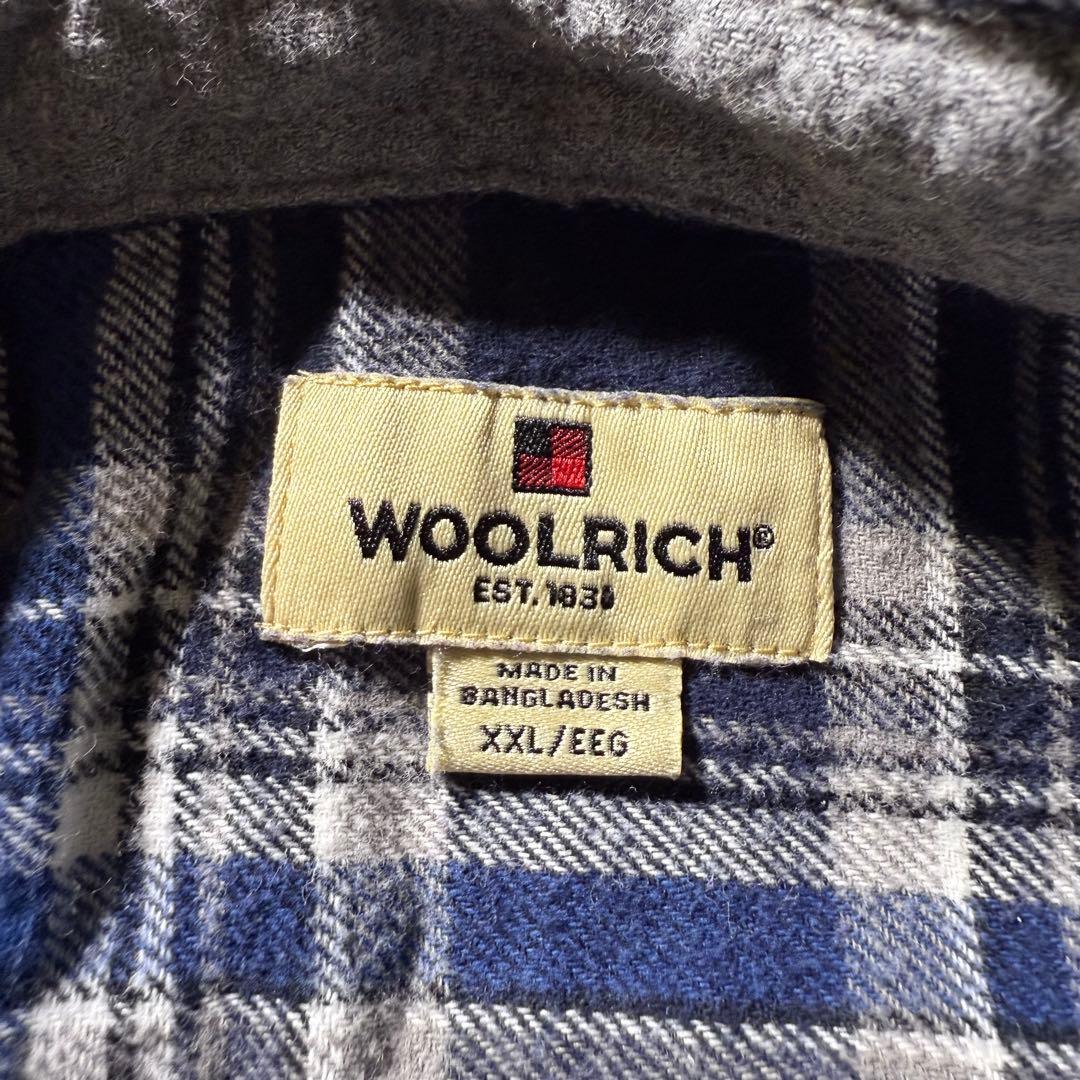 WOOLRICH®
EST. 1830
MADE IN
BANGLADESH
XXL/EEG